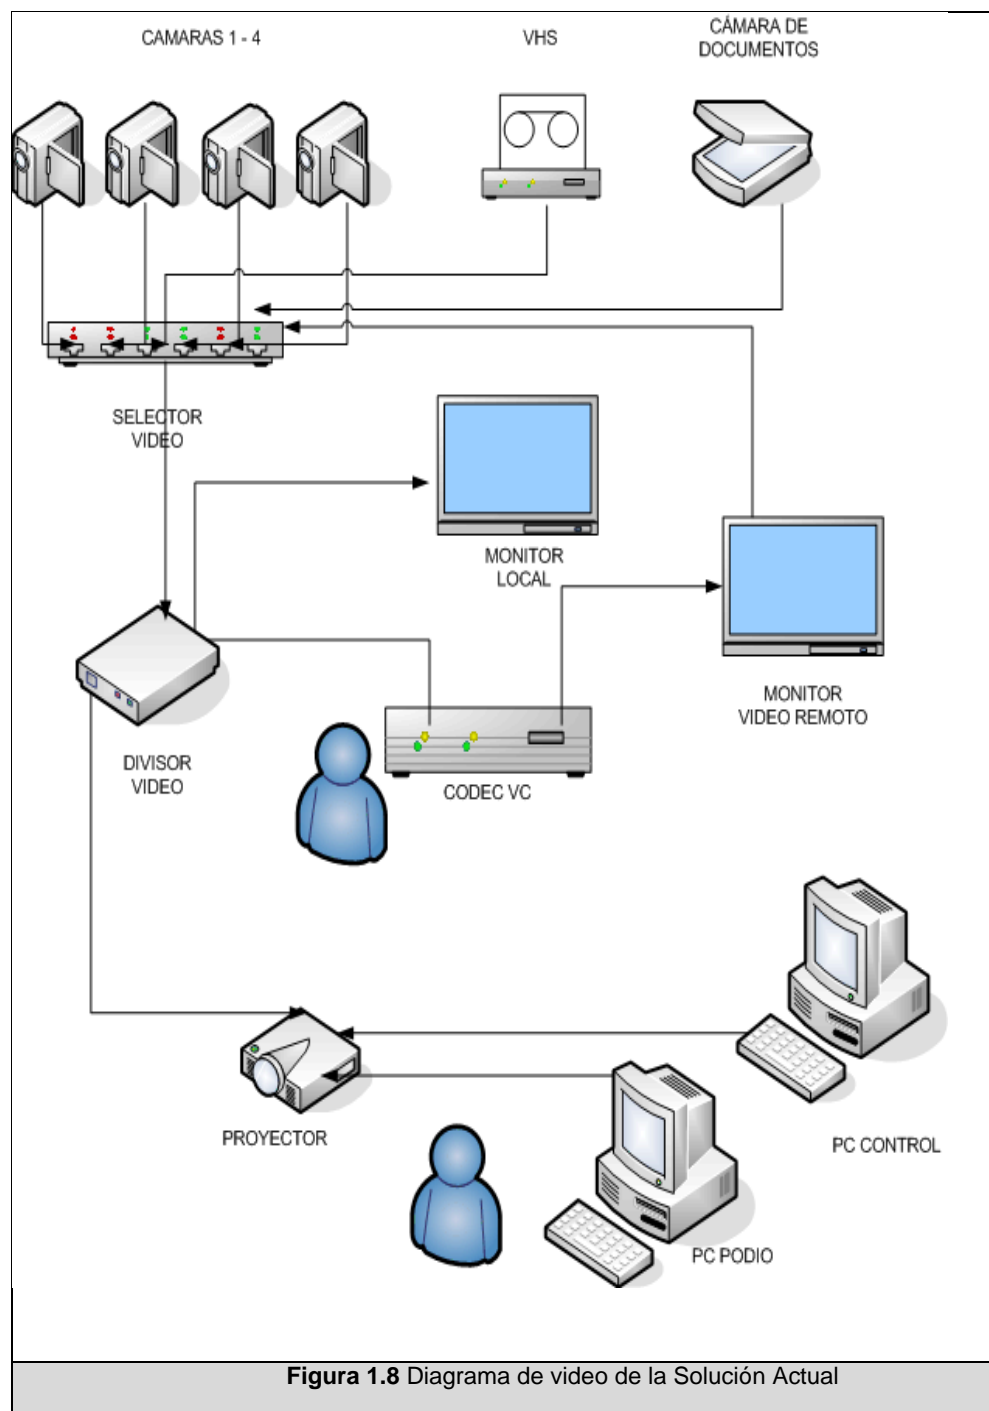 CAMARAS 1 - 4
VHS
CÁMARA DE
DOCUMENTOS
SELECTOR
VIDEO
MONITOR
LOCAL
MONITOR
VIDEO REMOTO
DIVISOR
VIDEO
CODEC VC
PROYECTOR
PC CONTROL
PC PODIO
Figura 1.8 Diagrama de video de la Solución Actual